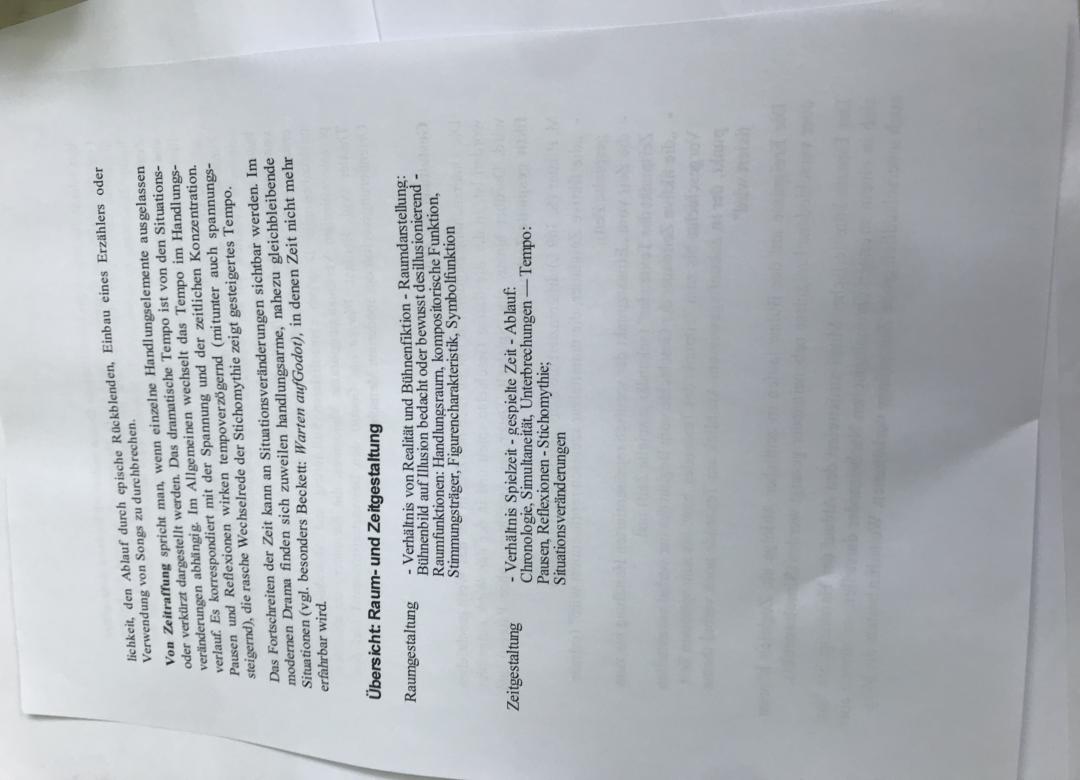 lichkeit, den Ablauf durch epische Rückblenden, Einbau eines Erzählers oder
Verwendung von Songs zu durchbrechen.
Von Zeitraffung spricht man, wenn einzelne Handlungselemente ausgelassen
oder verkürzt dargestellt werden. Das dramatische Tempo ist von den Situations-
veränderungen abhängig. Im Allgemeinen wechselt das Tempo im Handlungs-
verlauf. Es korrespondiert mit der Spannung und der zeitlichen Konzentration.
Pausen und Reflexionen wirken tempoverzögernd (mitunter auch spannungs-
steigernd), die rasche Wechselrede der Stichomythie zeigt gesteigertes Tempo.
Das Fortschreiten der Zeit kann an Situationsveränderungen sichtbar werden. Im
modernen Drama finden sich zuweilen handlungsarme, nahezu gleichbleibende
Situationen (vgl. besonders Beckett: Warten aufGodot), in denen Zeit nicht mehr
erfahrbar wird.
Übersicht: Raum- und Zeitgestaltung
Raumgestaltung - Verhältnis von Realität und Bühnenfiktion - Raumdarstellung:
Bühnenbild auf Illusion bedacht oder bewusst desillusionierend -
Raumfunktionen: Handlungsraum, kompositorische Funktion,
Stimmungsträger, Figurencharakteristik, Symbolfunktion
Zeitgestaltung - Verhältnis Spielzeit - gespielte Zeit - Ablauf:
Chronologie, Simultaneität, Unterbrechungen — Tempo:
Pausen, Reflexionen - Stichomythie;
Situationsveränderungen